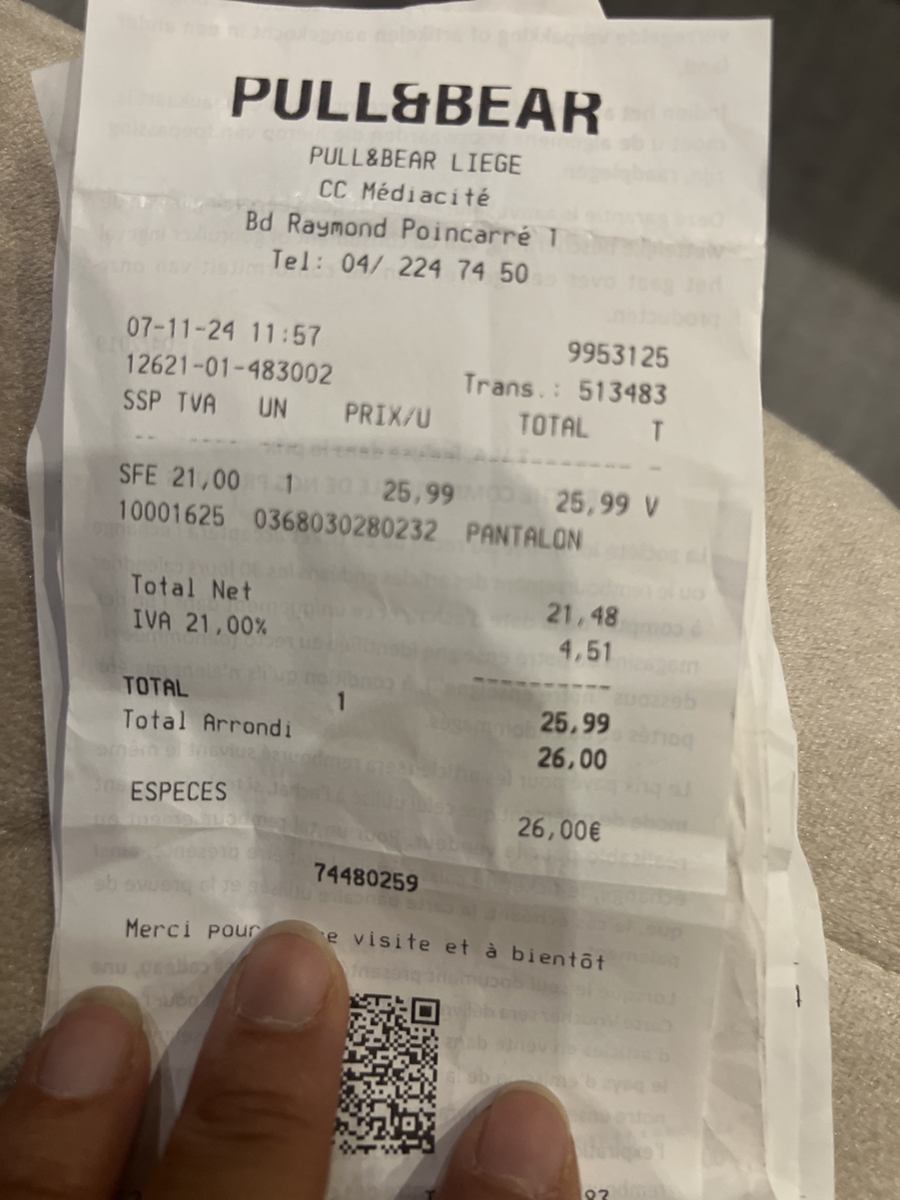 PULL&BEAR
PULL&BEAR LIEGE
CC Médiacité
Bd Raymond Poincarré 1
Tel: 04/ 224 74 50
07-11-24 11:57
9953125
12621-01-483002
Trans.: 513483
SSP TVA UN PRIX/U TOTAL T
SFE 21,00 1 25,99 25,99 V
10001625 0368030280232 PANTALON
Total Net 21,48
IVA 21,00% 4,51
TOTAL 1 25,99
Total Arrondi 26,00
ESPECES 26,00€
74480259
Merci pour e visite et à bientôt